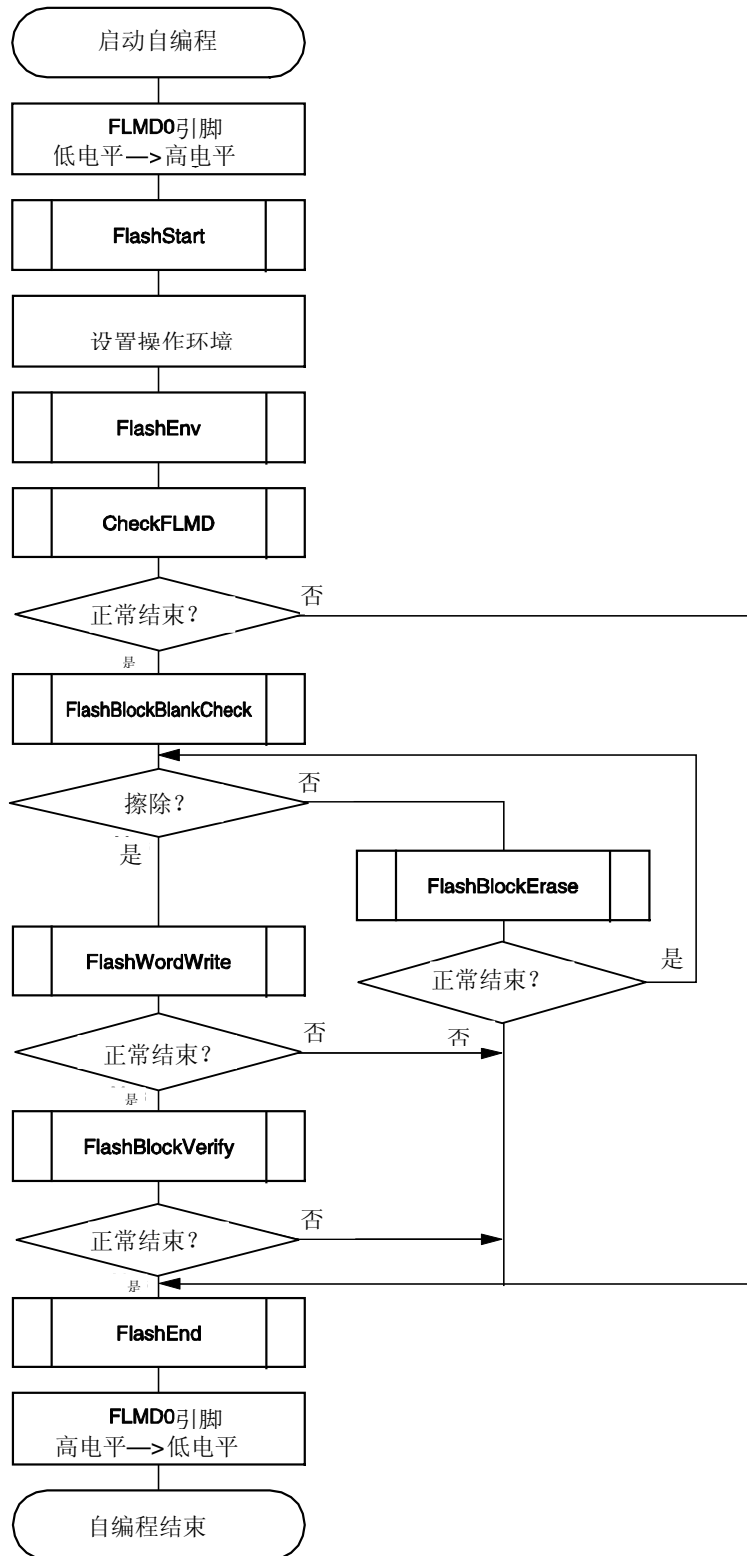 启动自编程
FLMD0引脚
低电平—>高电平
FlashStart
设置操作环境
FlashEnv
CheckFLMD
正常结束？
否
是
FlashBlockBlankCheck
擦除？
否
是
FlashBlockErase
正常结束？
是
否
FlashWordWrite
正常结束？
否
是
FlashBlockVerify
正常结束？
否
是
FlashEnd
FLMD0引脚
高电平—>低电平
自编程结束